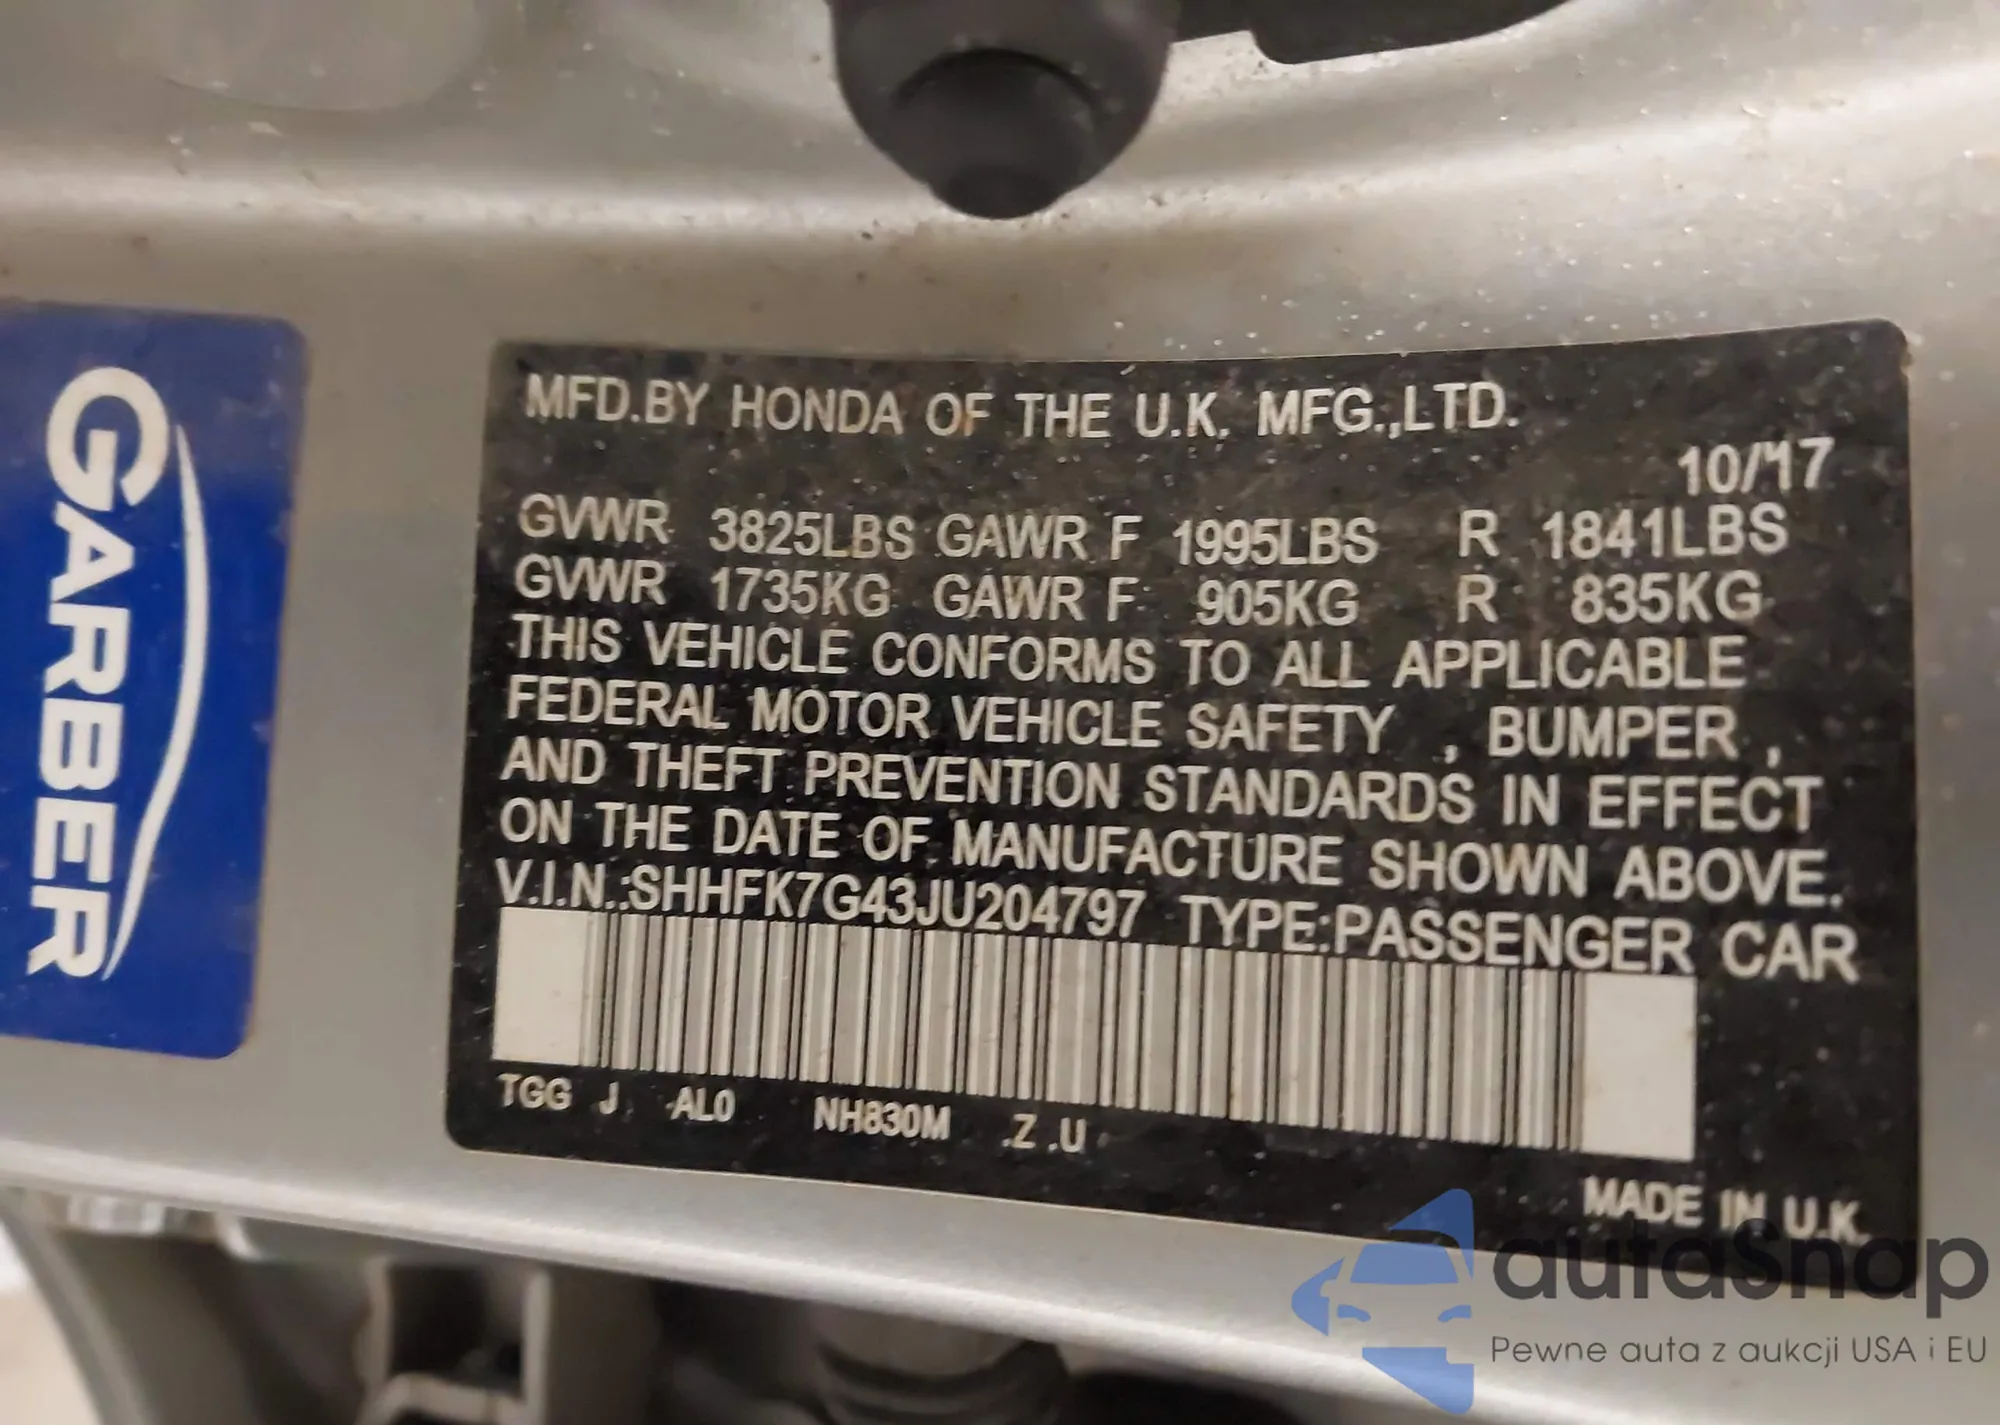 GARBER
MFD.BY HONDA OF THE U.K. MFG.,LTD.
10/'17
GVWR 3825LBS GAWR F 1995LBS R 1841LBS
GVWR 1735KG GAWR F 905KG R 835KG
THIS VEHICLE CONFORMS TO ALL APPLICABLE
FEDERAL MOTOR VEHICLE SAFETY , BUMPER ,
AND THEFT PREVENTION STANDARDS IN EFFECT
ON THE DATE OF MANUFACTURE SHOWN ABOVE.
V.I.N.:SHHFK7G43JU204797 TYPE:PASSENGER CAR
TGG J AL0 NH830M .Z .U
MADE IN U.K.
autaSnap
Pewne auta z aukcji USA i EU